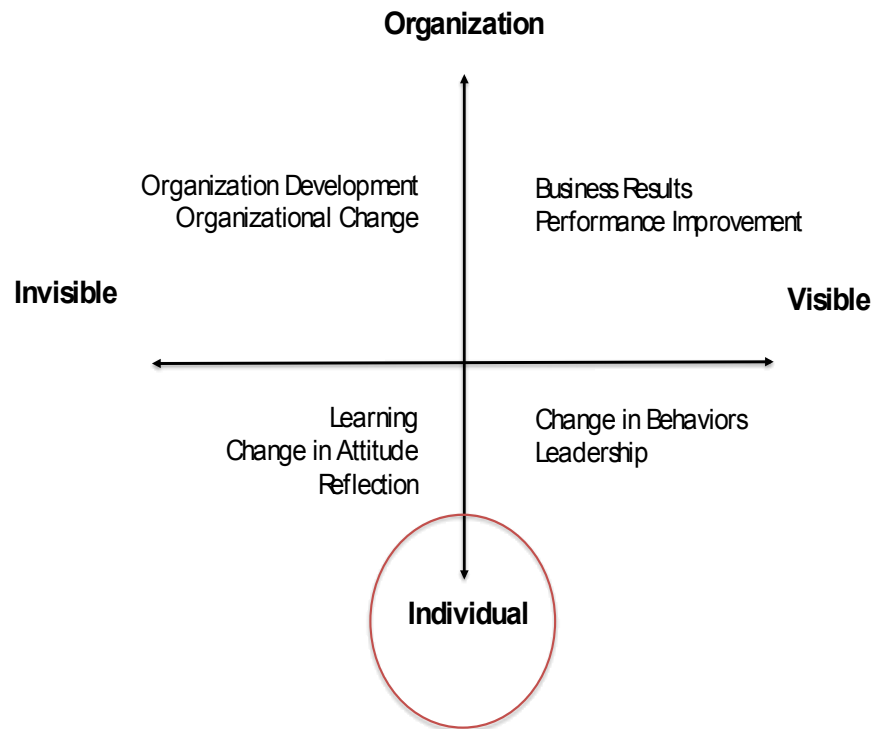 Organization
Organization Development
Organizational Change
Business Results
Performance Improvement
Invisible
Visible
Learning
Change in Attitude
Reflection
Change in Behaviors
Leadership
Individual